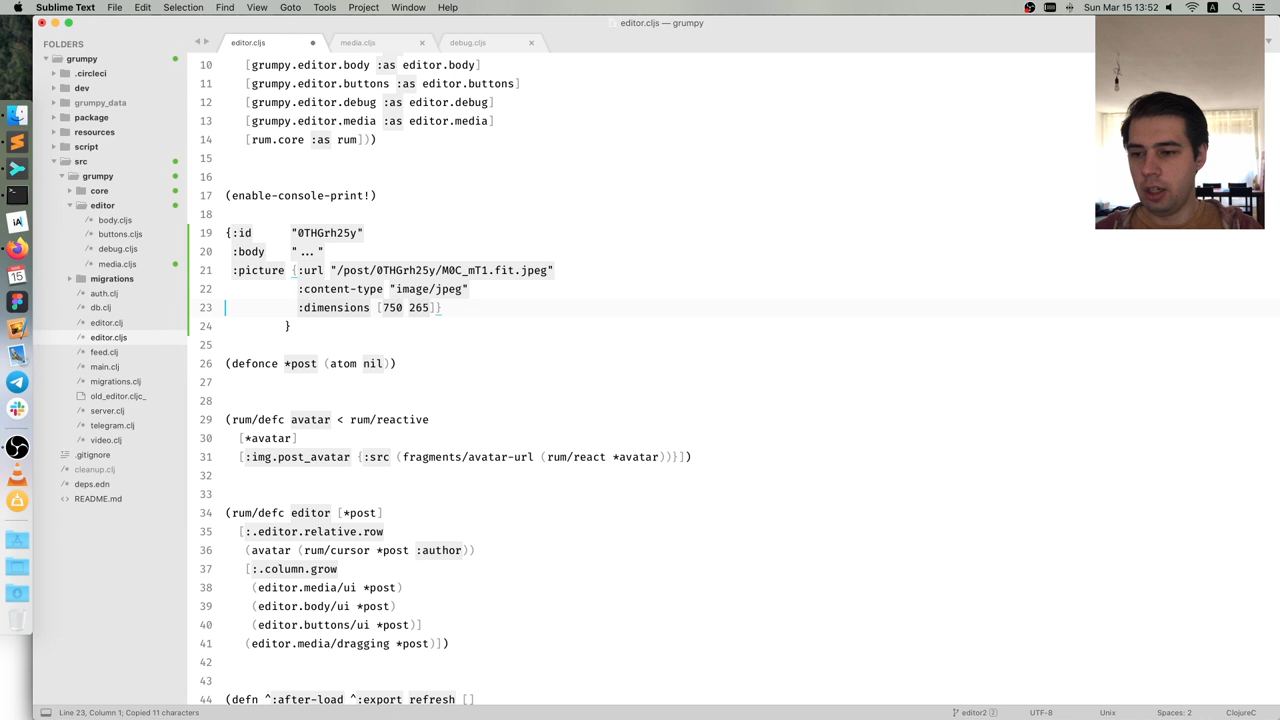 Sublime Text File Edit Selection Find View Goto Tools Project Window Help
Sun Mar 15 13:52
editor.cljs — grumpy
FOLDERS
grumpy
.circleci
dev
grumpy_data
package
resources
script
src
grumpy
core
editor
body.cljs
buttons.cljs
debug.cljs
media.cljs
migrations
auth.clj
db.clj
editor.clj
editor.cljs
feed.clj
main.clj
migrations.clj
old_editor.cljc_
server.clj
telegram.clj
video.clj
.gitignore
cleanup.clj
deps.edn
README.md
editor.cljs media.cljs debug.cljs
10 [grumpy.editor.body :as editor.body]
11 [grumpy.editor.buttons :as editor.buttons]
12 [grumpy.editor.debug :as editor.debug]
13 [grumpy.editor.media :as editor.media]
14 [rum.core :as rum]))
15
16
17 (enable-console-print!)
18
19 {:id "0THGrh25y"
20 :body "..."
21 :picture {:url "/post/0THGrh25y/M0C_mT1.fit.jpeg"
22 :content-type "image/jpeg"
23 :dimensions [750 265]}
24 }
25
26 (defonce *post (atom nil))
27
28
29 (rum/defc avatar < rum/reactive
30 [*avatar]
31 [:img.post_avatar {:src (fragments/avatar-url (rum/react *avatar))}])
32
33
34 (rum/defc editor [*post]
35 [:.editor.relative.row
36 (avatar (rum/cursor *post :author))
37 [:.column.grow
38 (editor.media/ui *post)
39 (editor.body/ui *post)
40 (editor.buttons/ui *post)]
41 (editor.media/dragging *post)])
42
43
44 (defn ^:after-load ^:export refresh []
Line 23, Column 1; Copied 11 characters
editor2 2 UTF-8 Unix Spaces: 2 ClojureC